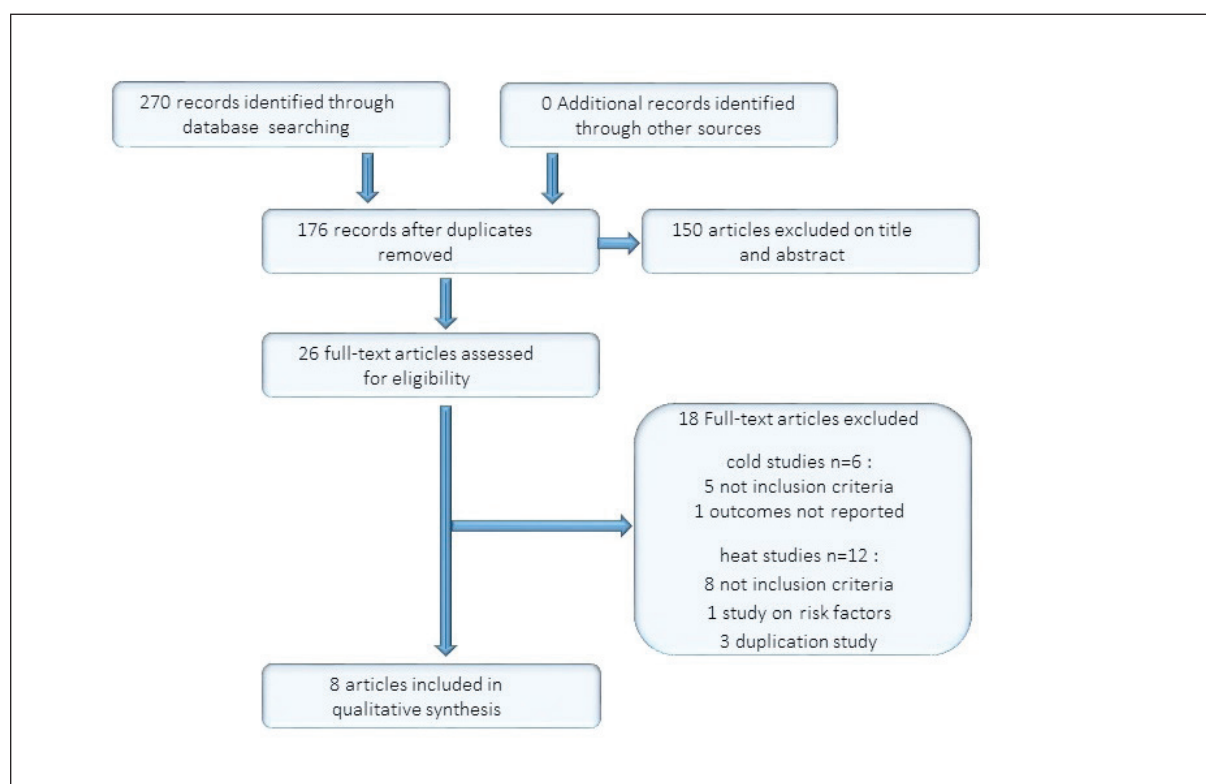 270 records identified through
database searching
0 Additional records identified
through other sources
176 records after duplicates
removed
150 articles excluded on title
and abstract
26 full-text articles assessed
for eligibility
18 Full-text articles excluded
cold studies n=6 :
5 not inclusion criteria
1 outcomes not reported
heat studies n=12 :
8 not inclusion criteria
1 study on risk factors
3 duplication study
8 articles included in
qualitative synthesis